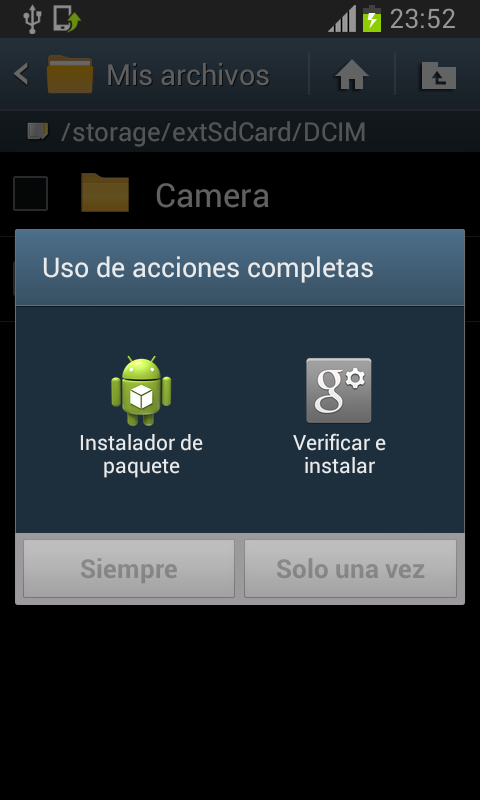 23:52
Mis archivos
/storage/extSdCard/DCIM
Camera
Uso de acciones completas
Instalador de
paquete
Verificar e
instalar
Siempre
Solo una vez